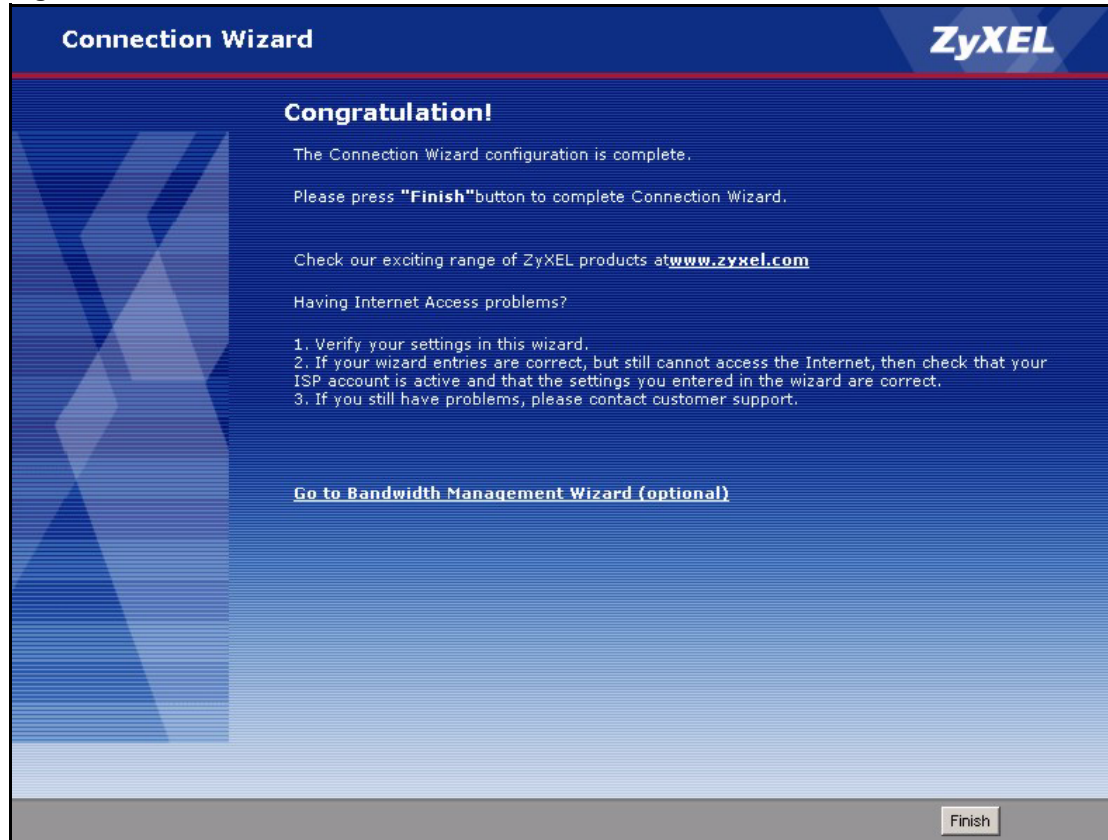 Connection Wizard
ZyXEL
Congratulation!
The Connection Wizard configuration is complete.
Please press "Finish"button to complete Connection Wizard.
Check our exciting range of ZyXEL products atwww.zyxel.com
Having Internet Access problems?
1. Verify your settings in this wizard.
2. If your wizard entries are correct, but still cannot access the Internet, then check that your
ISP account is active and that the settings you entered in the wizard are correct.
3. If you still have problems, please contact customer support.
Go to Bandwidth Management Wizard (optional)
Finish